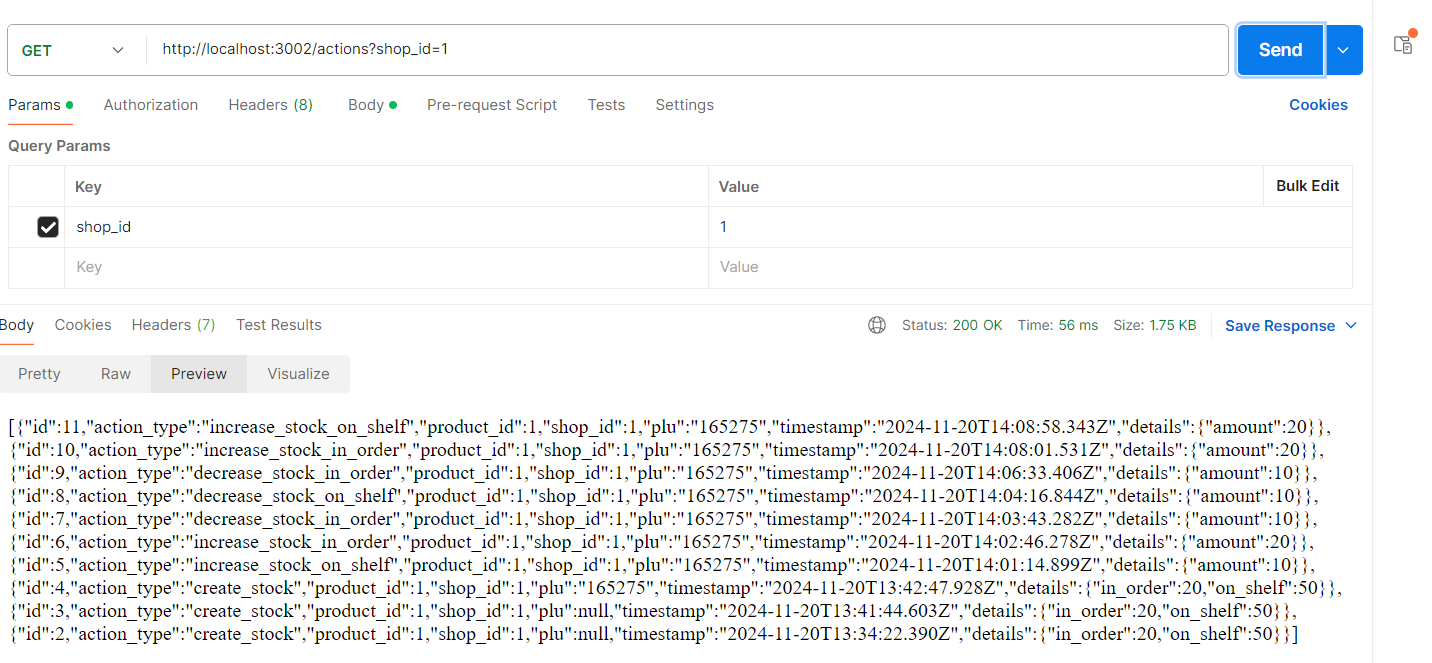 GET http://localhost:3002/actions?shop_id=1 Send
Params Authorization Headers (8) Body Pre-request Script Tests Settings Cookies
Query Params
Key Value Bulk Edit
shop_id 1
Key Value
Body Cookies Headers (7) Test Results Status: 200 OK Time: 56 ms Size: 1.75 KB Save Response
Pretty Raw Preview Visualize
[{"id":11,"action_type":"increase_stock_on_shelf","product_id":1,"shop_id":1,"plu":"165275","timestamp":"2024-11-20T14:08:58.343Z","details":{"amount":20}},
{"id":10,"action_type":"increase_stock_in_order","product_id":1,"shop_id":1,"plu":"165275","timestamp":"2024-11-20T14:08:01.531Z","details":{"amount":20}},
{"id":9,"action_type":"decrease_stock_in_order","product_id":1,"shop_id":1,"plu":"165275","timestamp":"2024-11-20T14:06:33.406Z","details":{"amount":10}},
{"id":8,"action_type":"decrease_stock_on_shelf","product_id":1,"shop_id":1,"plu":"165275","timestamp":"2024-11-20T14:04:16.844Z","details":{"amount":10}},
{"id":7,"action_type":"decrease_stock_in_order","product_id":1,"shop_id":1,"plu":"165275","timestamp":"2024-11-20T14:03:43.282Z","details":{"amount":10}},
{"id":6,"action_type":"increase_stock_in_order","product_id":1,"shop_id":1,"plu":"165275","timestamp":"2024-11-20T14:02:46.278Z","details":{"amount":20}},
{"id":5,"action_type":"increase_stock_on_shelf","product_id":1,"shop_id":1,"plu":"165275","timestamp":"2024-11-20T14:01:14.899Z","details":{"amount":10}},
{"id":4,"action_type":"create_stock","product_id":1,"shop_id":1,"plu":"165275","timestamp":"2024-11-20T13:42:47.928Z","details":{"in_order":20,"on_shelf":50}},
{"id":3,"action_type":"create_stock","product_id":1,"shop_id":1,"plu":null,"timestamp":"2024-11-20T13:41:44.603Z","details":{"in_order":20,"on_shelf":50}},
{"id":2,"action_type":"create_stock","product_id":1,"shop_id":1,"plu":null,"timestamp":"2024-11-20T13:34:22.390Z","details":{"in_order":20,"on_shelf":50}}]